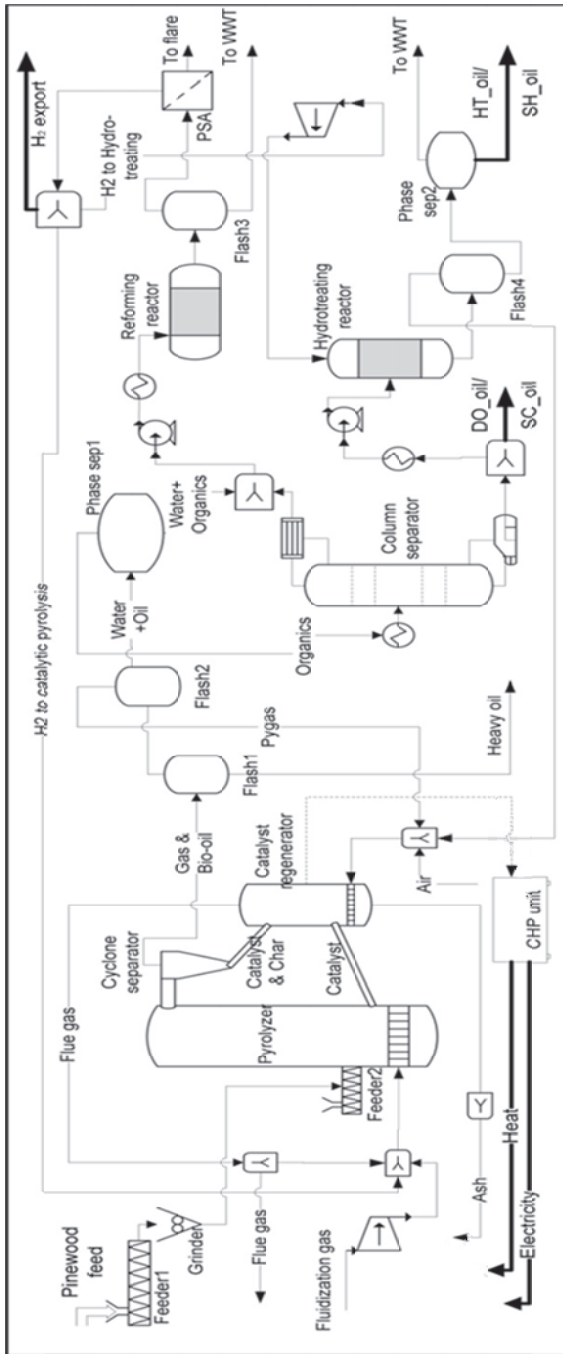 Pinewood
feed
Feeder1
Grinder
Flue gas
Fluidization gas
H2 to catalytic pyrolysis
Flue gas
Cyclone
separator
Pyrolyzer
Feeder2
Catalyst
& Char
Catalyst
Catalyst
regenerator
Ash
Heat
Electricity
CHP unit
Air
Gas &
Bio-oil
Flash1
Heavy oil
Pygas
Flash2
Water
+Oil
Phase sep1
Organics
Water+
Organics
Column
separator
DO_oil/
SC_oil
Reforming
reactor
Hydrotreating
reactor
Flash3
Flash4
PSA
H2 to Hydro-
treating
H₂ export
To flare
To WWT
Phase
sep2
To WWT
HT_oil/
SH_oil